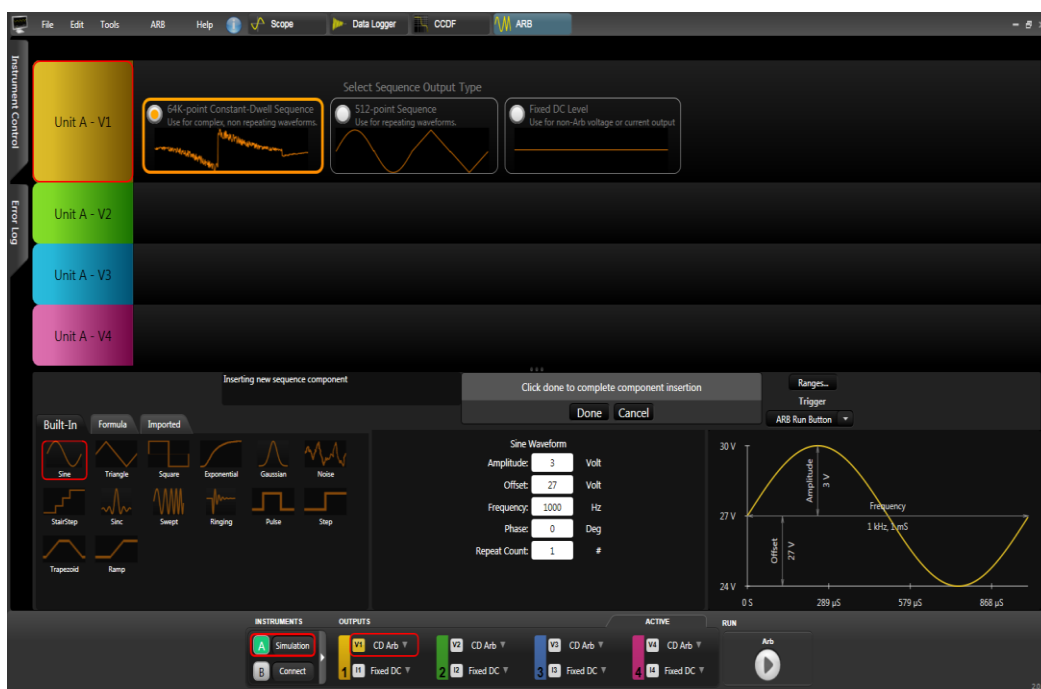 File Edit Tools ARB Help Scope Data Logger CCDF ARB
Instrument Control
Error Log
Select Sequence Output Type
Unit A - V1
64K-point Constant-Dwell Sequence
Use for complex, non repeating waveforms.
512-point Sequence
Use for repeating waveforms.
Fixed DC Level
Use for non-Arb voltage or current output
Unit A - V2
Unit A - V3
Unit A - V4
Inserting new sequence component
Click done to complete component insertion
Done Cancel
Ranges...
Trigger
ARB Run Button
Built-In Formula Imported
Sine Triangle Square Exponential Gaussian Noise
StairStep Sinc Swept Ringing Pulse Step
Trapezoid Ramp
Sine Waveform
Amplitude: 3 Volt
Offset: 27 Volt
Frequency: 1000 Hz
Phase: 0 Deg
Repeat Count: 1 #
30 V
Amplitude
3 V
27 V
Frequency
1 kHz, 1 mS
Offset
27 V
24 V
0 S 289 µS 579 µS 868 µS
INSTRUMENTS OUTPUTS ACTIVE RUN
A Simulation
B Connect
1 V1 CD Arb
I1 Fixed DC
2 V2 CD Arb
I2 Fixed DC
3 V3 CD Arb
I3 Fixed DC
4 V4 CD Arb
I4 Fixed DC
Arb